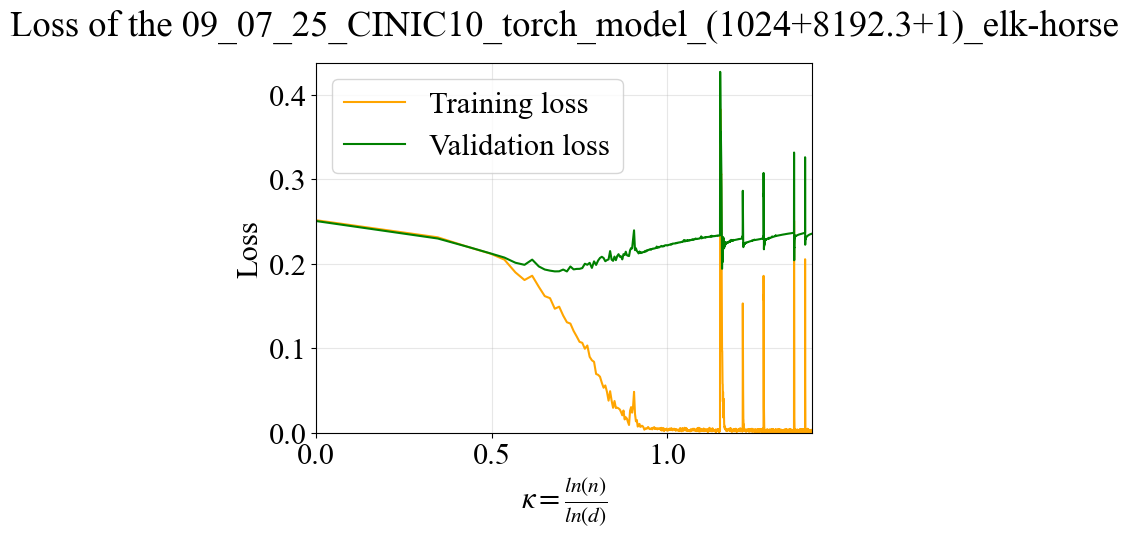 Loss of the 09_07_25_CINIC10_torch_model_(1024+8192.3+1)_elk-horse
Training loss
Validation loss
Loss
0.4
0.3
0.2
0.1
0.0
0.0 0.5 1.0
κ = ln(n)/ln(d)